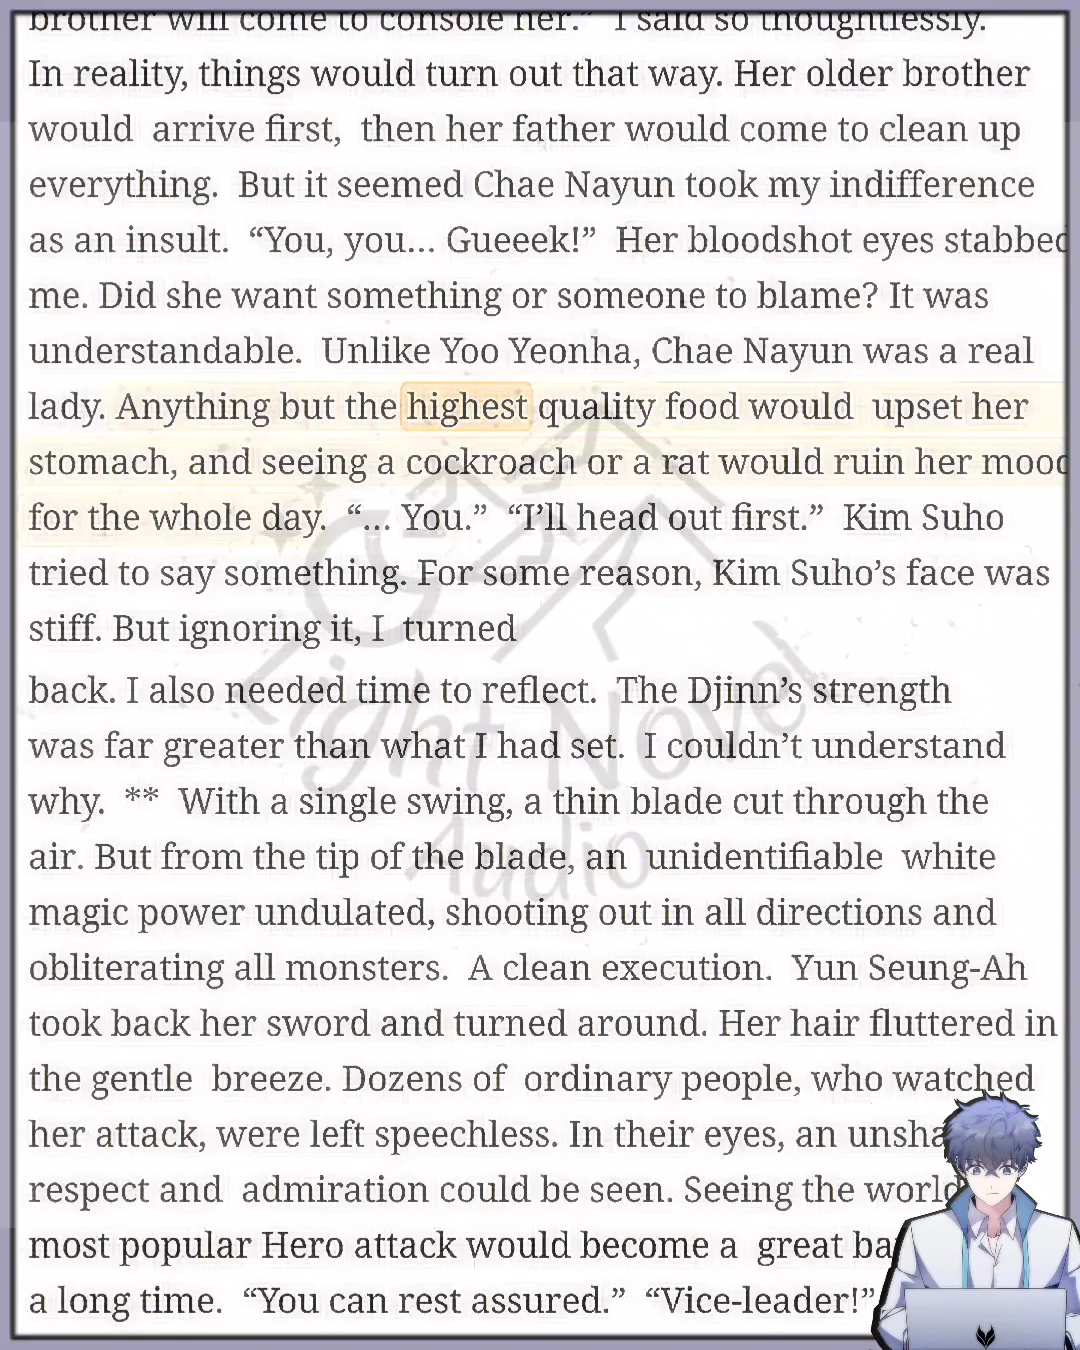 brother will come to console her.” I said so thoughtlessly.
In reality, things would turn out that way. Her older brother
would arrive first, then her father would come to clean up
everything. But it seemed Chae Nayun took my indifference
as an insult. “You, you... Gueeek!” Her bloodshot eyes stabbed
me. Did she want something or someone to blame? It was
understandable. Unlike Yoo Yeonha, Chae Nayun was a real
lady. Anything but the highest quality food would upset her
stomach, and seeing a cockroach or a rat would ruin her mood
for the whole day. “... You.” “I’ll head out first.” Kim Suho
tried to say something. For some reason, Kim Suho’s face was
stiff. But ignoring it, I turned
back. I also needed time to reflect. The Djinn’s strength
was far greater than what I had set. I couldn’t understand
why. ** With a single swing, a thin blade cut through the
air. But from the tip of the blade, an unidentifiable white
magic power undulated, shooting out in all directions and
obliterating all monsters. A clean execution. Yun Seung-Ah
took back her sword and turned around. Her hair fluttered in
the gentle breeze. Dozens of ordinary people, who watched
her attack, were left speechless. In their eyes, an unsha
respect and admiration could be seen. Seeing the world
most popular Hero attack would become a great ba
a long time. “You can rest assured.” “Vice-leader!”
Light Novel
Audio